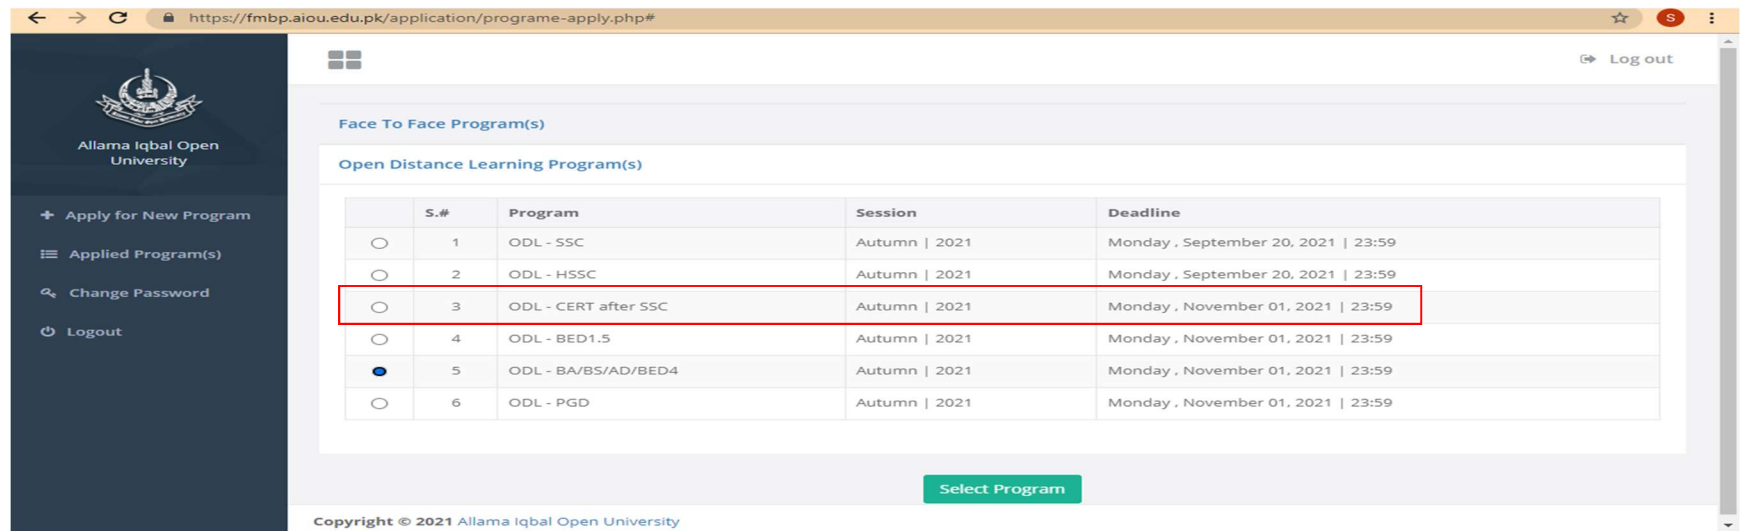 https://fmbp.aiou.edu.pk/application/programe-apply.php#
S
Allama Iqbal Open
University
Apply for New Program
Applied Program(s)
Change Password
Logout
Log out
Face To Face Program(s)
Open Distance Learning Program(s)
S.# Program Session Deadline
1 ODL - SSC Autumn | 2021 Monday , September 20, 2021 | 23:59
2 ODL - HSSC Autumn | 2021 Monday , September 20, 2021 | 23:59
3 ODL - CERT after SSC Autumn | 2021 Monday , November 01, 2021 | 23:59
4 ODL - BED1.5 Autumn | 2021 Monday , November 01, 2021 | 23:59
5 ODL - BA/BS/AD/BED4 Autumn | 2021 Monday , November 01, 2021 | 23:59
6 ODL - PGD Autumn | 2021 Monday , November 01, 2021 | 23:59
Select Program
Copyright © 2021 Allama Iqbal Open University